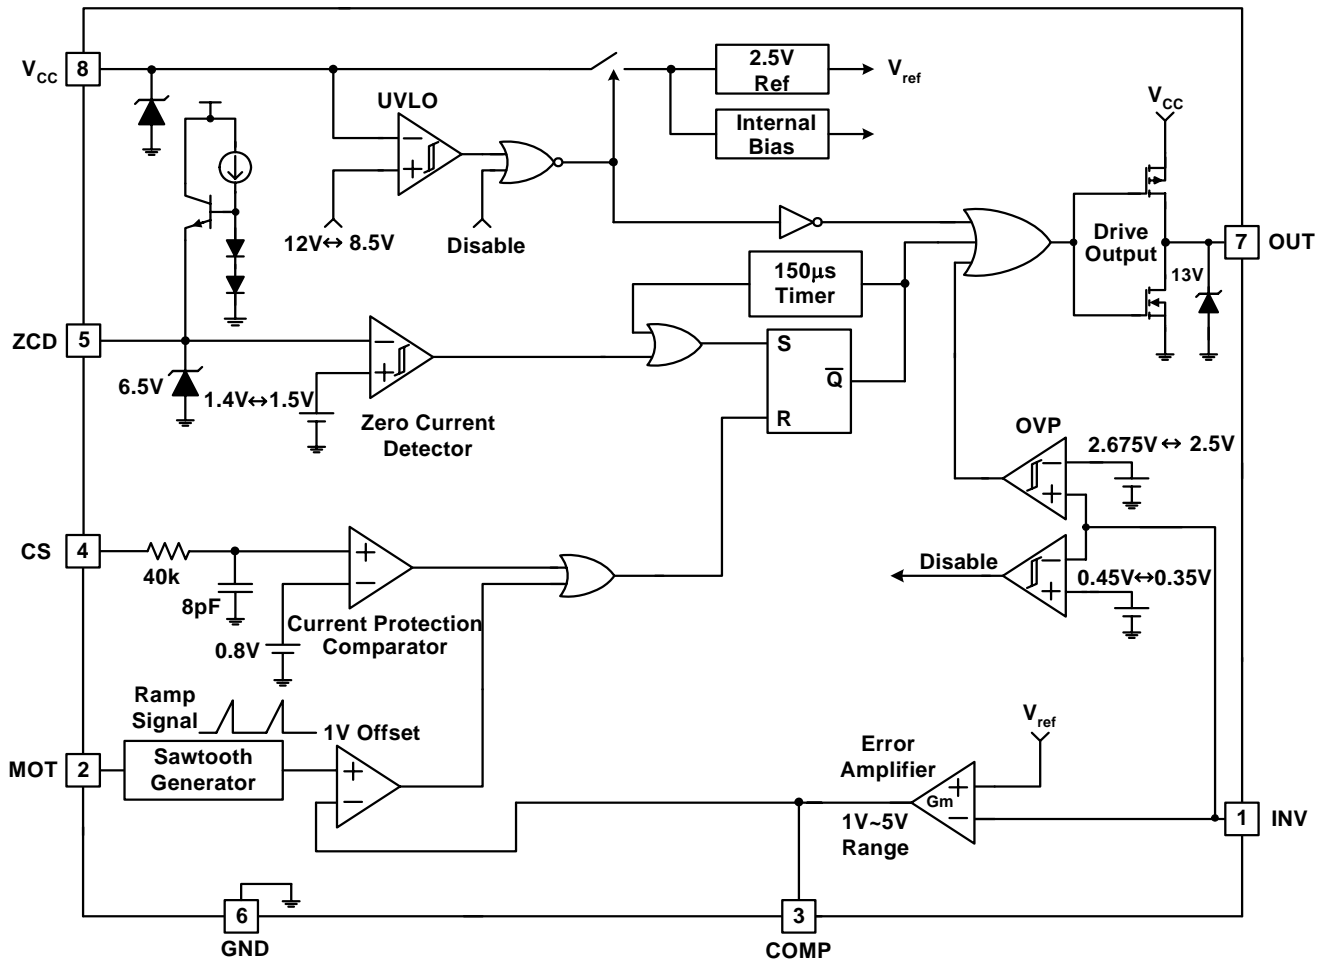 VCC
8
2.5V
Ref
Vref
UVLO
Internal
Bias
VCC
12V↔8.5V
Disable
Drive
Output
7
OUT
150μs
Timer
13V
ZCD
5
S
Q̅
R
6.5V
1.4V↔1.5V
Zero Current
Detector
OVP
2.675V ↔ 2.5V
CS
4
40k
8pF
Disable
0.45V↔0.35V
Current Protection
Comparator
0.8V
Ramp
Signal
1V Offset
Vref
MOT
2
Sawtooth
Generator
Error
Amplifier
Gm
1V~5V
Range
1
INV
6
GND
3
COMP